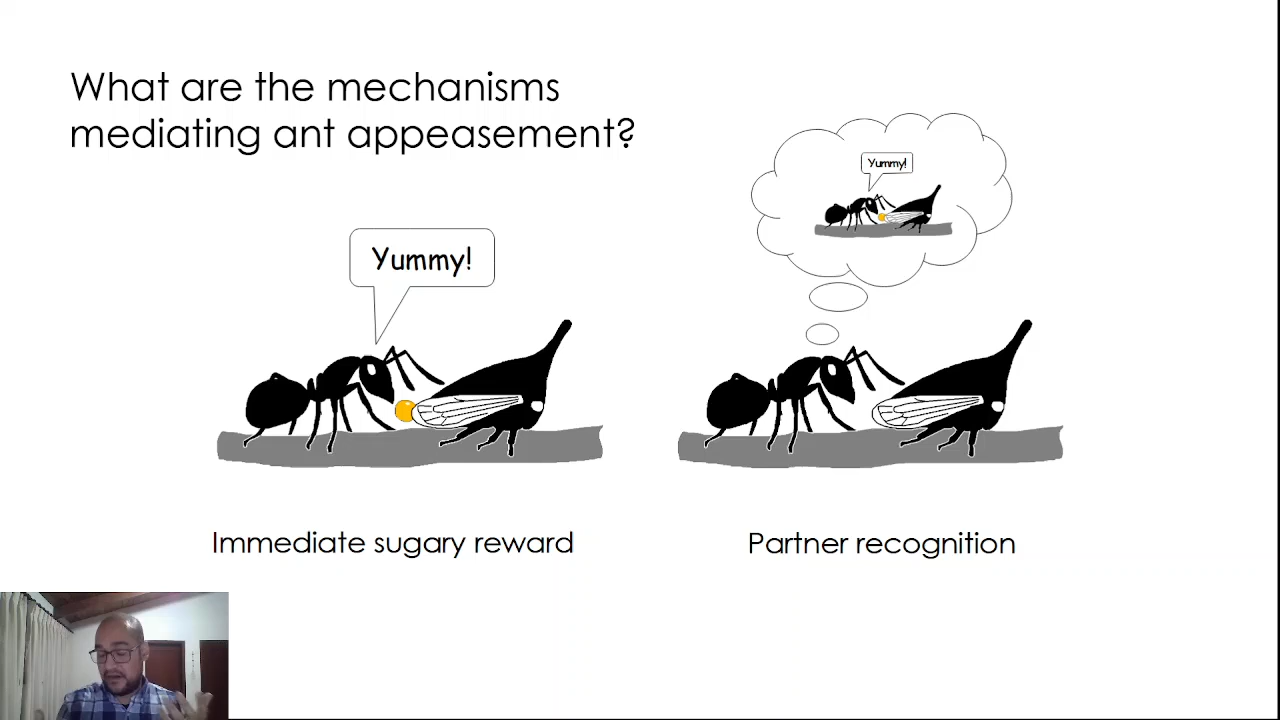 What are the mechanisms
mediating ant appeasement?
Yummy!
Yummy!
Immediate sugary reward
Partner recognition